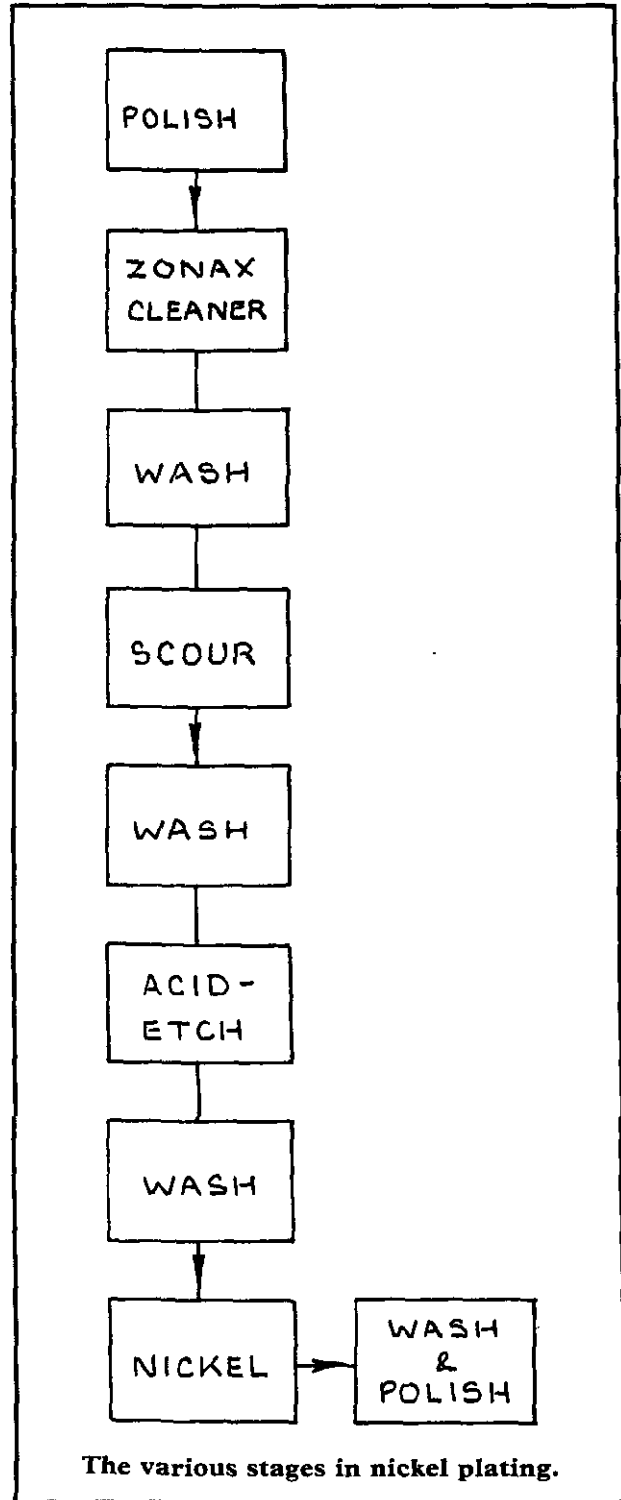 POLISH
ZONAX
CLEANER
WASH
SCOUR
WASH
ACID-
ETCH
WASH
NICKEL
WASH
&
POLISH
The various stages in nickel plating.